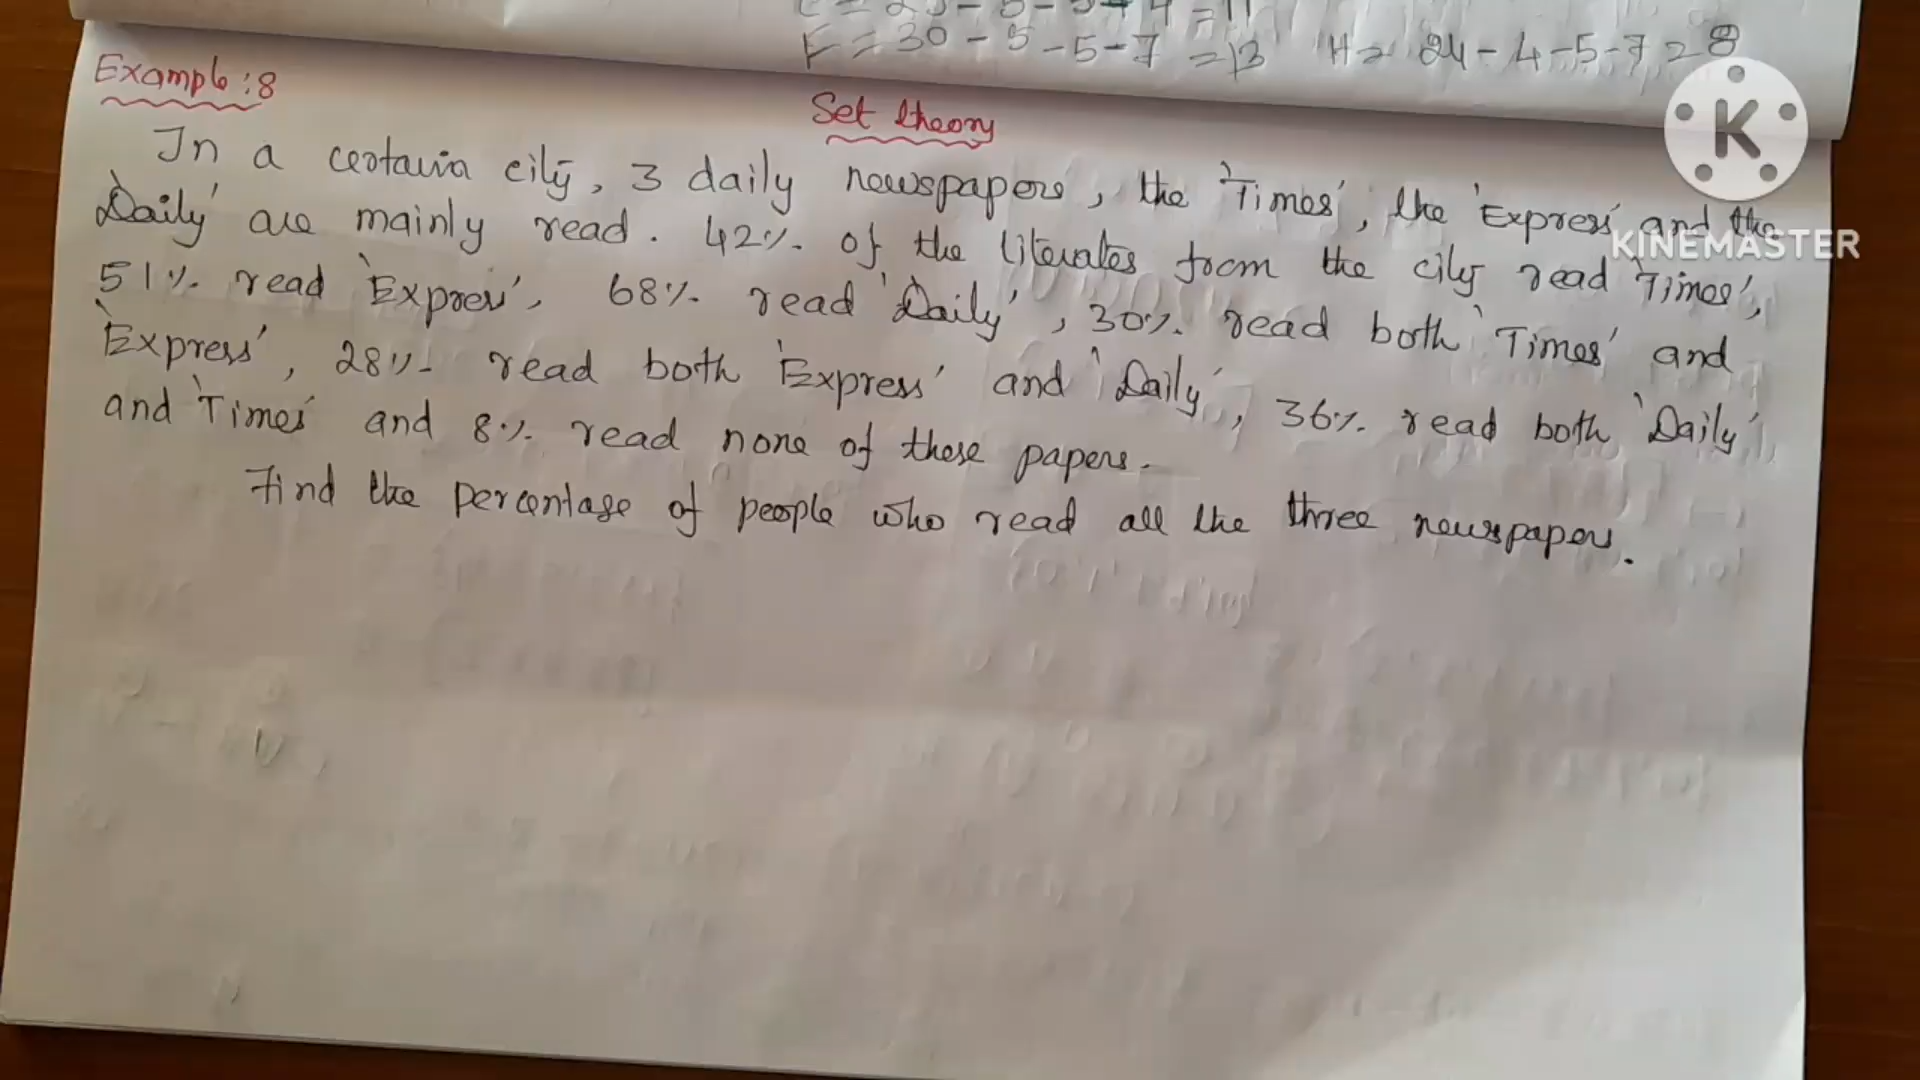 F = 30 - 5 - 5 - 7 = 13 H = 24 - 4 - 5 - 7 = 8
Example : 8
Set theory
In a certain city, 3 daily newspapers, the 'Times', the 'Express' and the
'Daily' are mainly read. 42% of the literates from the city read 'Times',
51% read 'Express', 68% read 'Daily', 30% read both 'Times' and
'Express', 28% read both 'Express' and 'Daily', 36% read both 'Daily'
and 'Times' and 8% read none of these papers.
Find the percentage of people who read all the three newspapers.
K
KINEMASTER